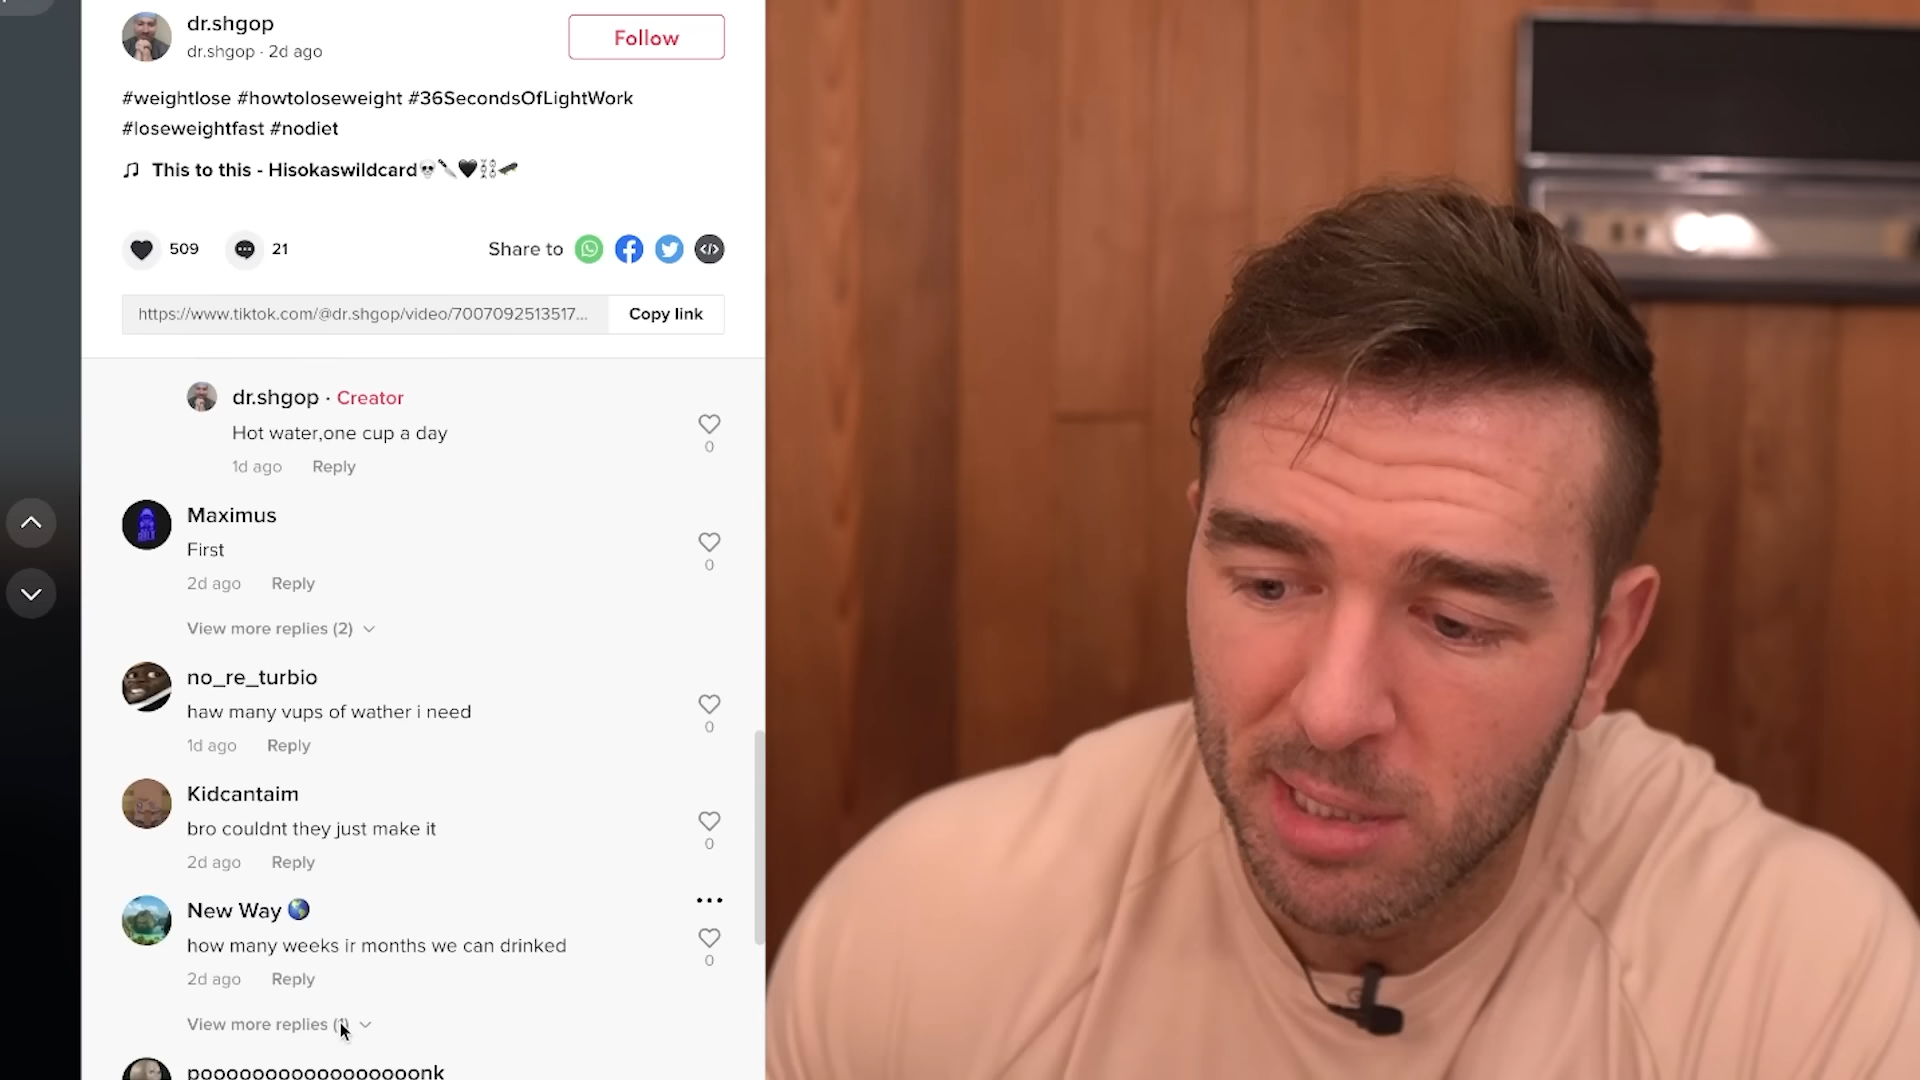 dr.shgop
dr.shgop · 2d ago
Follow
#weightlose #howtoloseweight #36SecondsOfLightWork
#loseweightfast #nodiet
This to this - Hisokaswildcard💀🔪🖤⛓🛹
509
21
Share to
https://www.tiktok.com/@dr.shgop/video/7007092513517...
Copy link
dr.shgop · Creator
Hot water,one cup a day
0
1d ago Reply
Maximus
First
0
2d ago Reply
View more replies (2)
no_re_turbio
haw many vups of wather i need
0
1d ago Reply
Kidcantaim
bro couldnt they just make it
0
2d ago Reply
New Way 🌎
how many weeks ir months we can drinked
0
2d ago Reply
View more replies (1)
poooooooooooooooonk